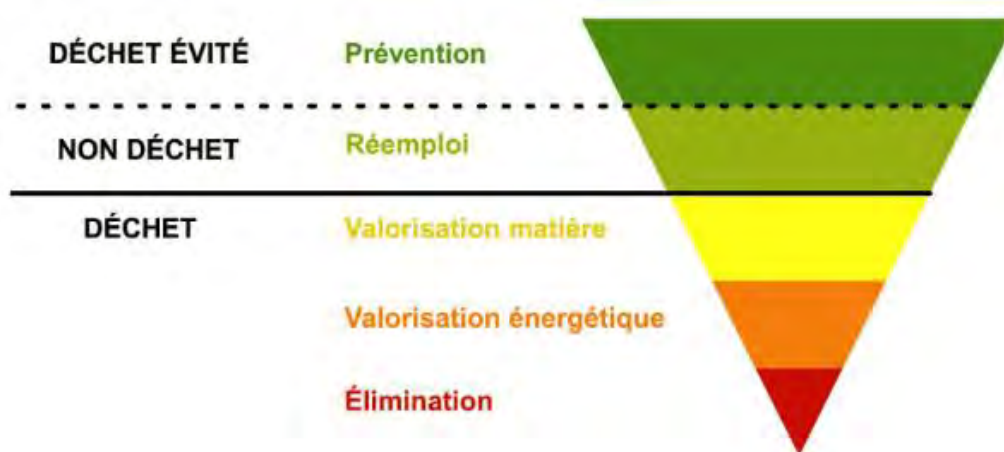 DÉCHET ÉVITÉ Prévention
NON DÉCHET Réemploi
DÉCHET Valorisation matière
Valorisation énergétique
Élimination